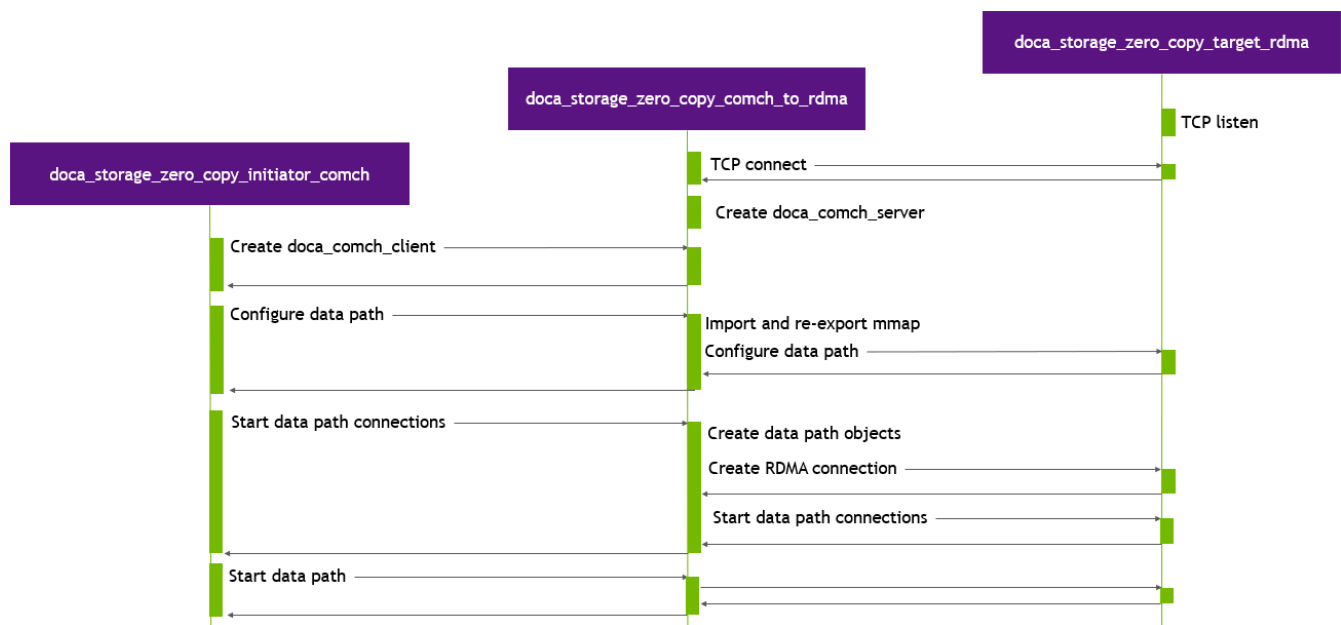 doca_storage_zero_copy_target_rdma
doca_storage_zero_copy_comch_to_rdma
TCP listen
TCP connect
doca_storage_zero_copy_initiator_comch
Create doca_comch_server
Create doca_comch_client
Configure data path
Import and re-export mmap
Configure data path
Start data path connections
Create data path objects
Create RDMA connection
Start data path connections
Start data path